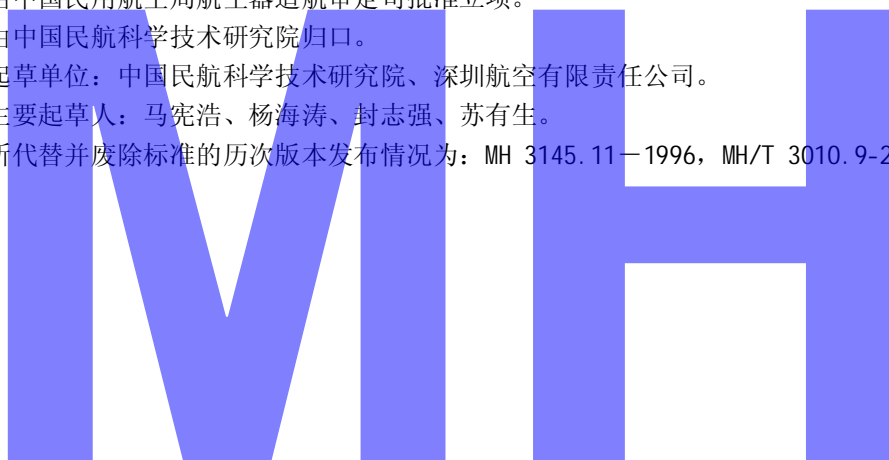 中国民用航空局航空器适航审定司批准立项。
由中国民航科学技术研究院归口。
起草单位：中国民航科学技术研究院、深圳航空有限责任公司。
主要起草人：马宪浩、杨海涛、封志强、苏有生。
所代替并废除标准的历次版本发布情况为：MH 3145.11－1996，MH/T 3010.9-2
MH